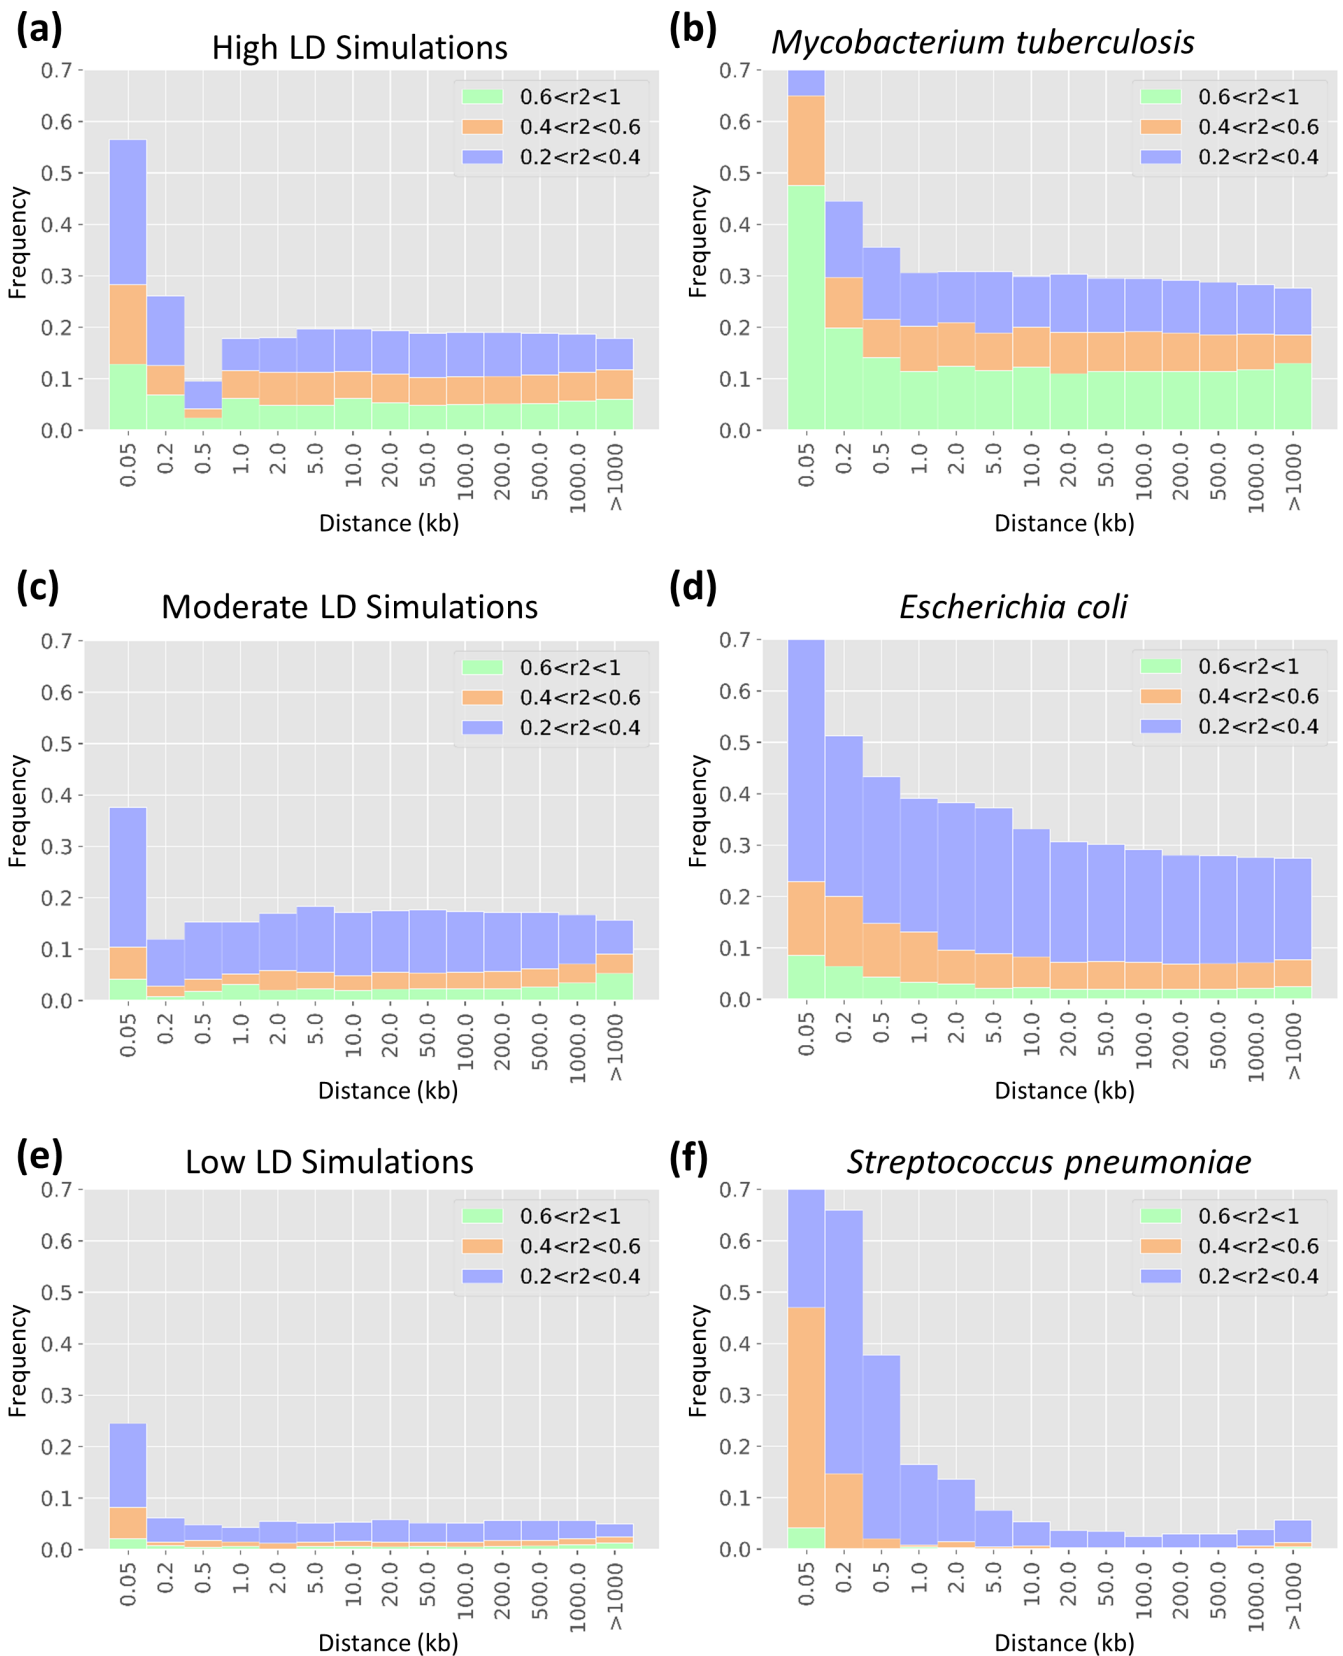 (a)
High LD Simulations
0.6<r2<1
0.4<r2<0.6
0.2<r2<0.4
Frequency
0.7
0.6
0.5
0.4
0.3
0.2
0.1
0.0
0.05 0.2 0.5 1.0 2.0 5.0 10.0 20.0 50.0 100.0 200.0 500.0 1000.0 >1000
Distance (kb)
(b)
Mycobacterium tuberculosis
0.6<r2<1
0.4<r2<0.6
0.2<r2<0.4
Frequency
0.7
0.6
0.5
0.4
0.3
0.2
0.1
0.0
0.05 0.2 0.5 1.0 2.0 5.0 10.0 20.0 50.0 100.0 200.0 500.0 1000.0 >1000
Distance (kb)
(c)
Moderate LD Simulations
0.6<r2<1
0.4<r2<0.6
0.2<r2<0.4
Frequency
0.7
0.6
0.5
0.4
0.3
0.2
0.1
0.0
0.05 0.2 0.5 1.0 2.0 5.0 10.0 20.0 50.0 100.0 200.0 500.0 1000.0 >1000
Distance (kb)
(d)
Escherichia coli
0.6<r2<1
0.4<r2<0.6
0.2<r2<0.4
Frequency
0.7
0.6
0.5
0.4
0.3
0.2
0.1
0.0
0.05 0.2 0.5 1.0 2.0 5.0 10.0 20.0 50.0 100.0 200.0 500.0 1000.0 >1000
Distance (kb)
(e)
Low LD Simulations
0.6<r2<1
0.4<r2<0.6
0.2<r2<0.4
Frequency
0.7
0.6
0.5
0.4
0.3
0.2
0.1
0.0
0.05 0.2 0.5 1.0 2.0 5.0 10.0 20.0 50.0 100.0 200.0 500.0 1000.0 >1000
Distance (kb)
(f)
Streptococcus pneumoniae
0.6<r2<1
0.4<r2<0.6
0.2<r2<0.4
Frequency
0.7
0.6
0.5
0.4
0.3
0.2
0.1
0.0
0.05 0.2 0.5 1.0 2.0 5.0 10.0 20.0 50.0 100.0 200.0 500.0 1000.0 >1000
Distance (kb)